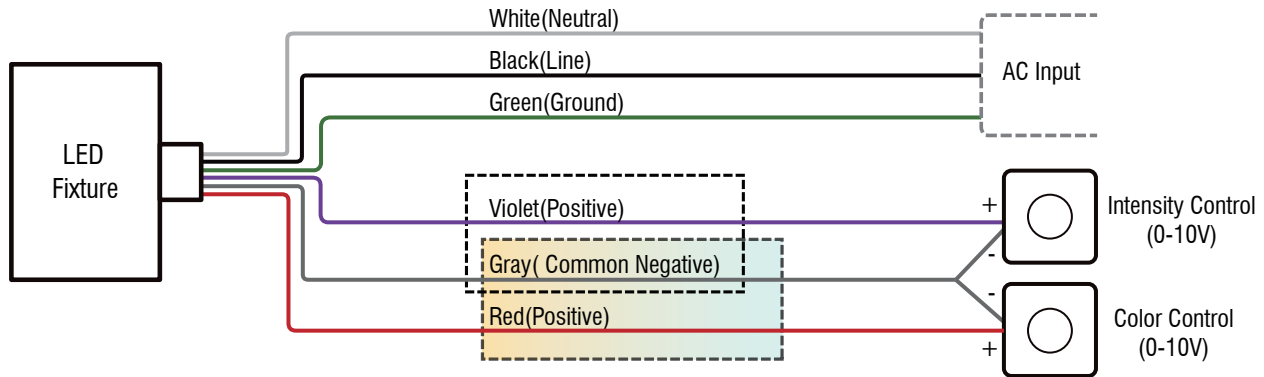 White(Neutral)
Black(Line)
Green(Ground)
AC Input
LED
Fixture
Violet(Positive)
+
Intensity Control
(0-10V)
-
Gray( Common Negative)
-
Red(Positive)
+
Color Control
(0-10V)